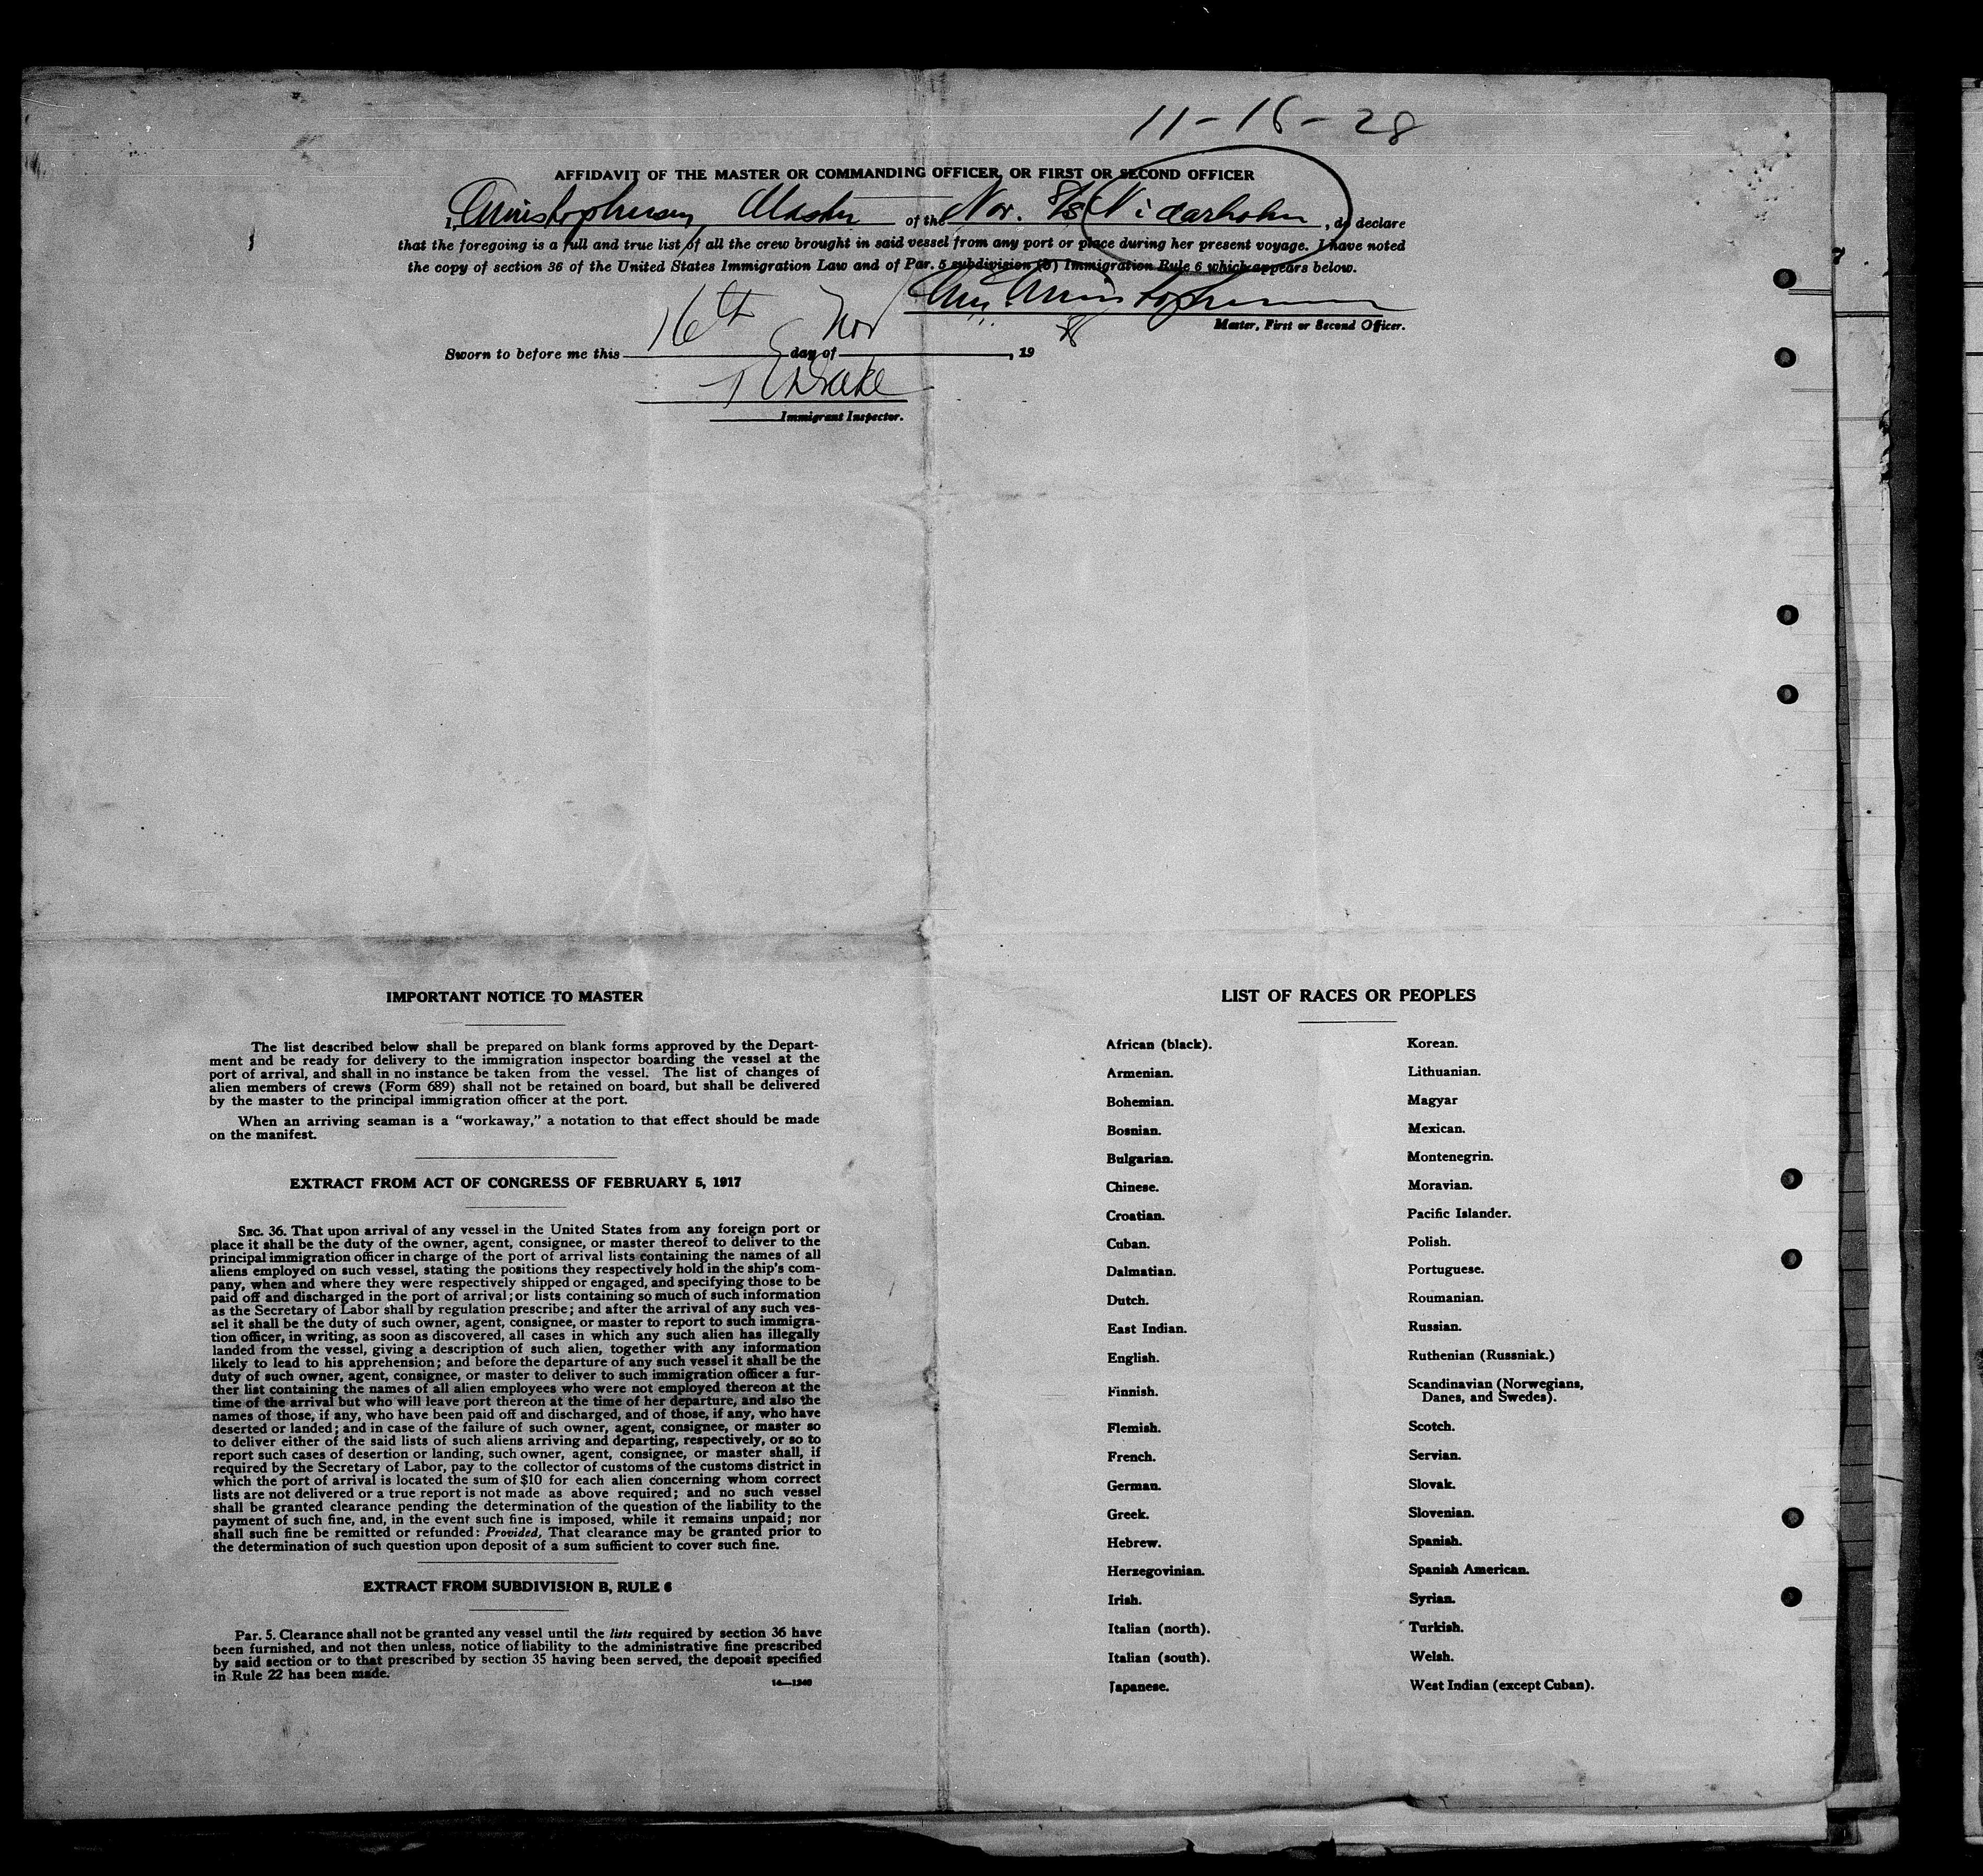 11-16-28
AFFIDAVIT OF THE MASTER OR COMMANDING OFFICER, OR FIRST OR SECOND OFFICER
I, Christophersen, Master of the Nor. S/S Nidarholm, do declare
that the foregoing is a full and true list of all the crew brought in said vessel from any port or place during her present voyage. I have noted
the copy of section 36 of the United States Immigration Law and of Par. 5 subdivision (B) Immigration Rule 6 which appears below.
Christophersen
Master, First or Second Officer.
Sworn to before me this 16th day of Nov, 19 28
Drake
Immigrant Inspector.
IMPORTANT NOTICE TO MASTER
The list described below shall be prepared on blank forms approved by the Depart-
ment and be ready for delivery to the immigration inspector boarding the vessel at the
port of arrival, and shall in no instance be taken from the vessel. The list of changes of
alien members of crews (Form 689) shall not be retained on board, but shall be delivered
by the master to the principal immigration officer at the port.
When an arriving seaman is a "workaway," a notation to that effect should be made
on the manifest.
EXTRACT FROM ACT OF CONGRESS OF FEBRUARY 5, 1917
SEC. 36. That upon arrival of any vessel in the United States from any foreign port or
place it shall be the duty of the owner, agent, consignee, or master thereof to deliver to the
principal immigration officer in charge of the port of arrival lists containing the names of all
aliens employed on such vessel, stating the positions they respectively hold in the ship's com-
pany, when and where they were respectively shipped or engaged, and specifying those to be
paid off and discharged in the port of arrival; or lists containing so much of such information
as the Secretary of Labor shall by regulation prescribe; and after the arrival of any such ves-
sel it shall be the duty of such owner, agent, consignee, or master to report to such immigra-
tion officer, in writing, as soon as discovered, all cases in which any such alien has illegally
landed from the vessel, giving a description of such alien, together with any information
likely to lead to his apprehension; and before the departure of any such vessel it shall be the
duty of such owner, agent, consignee, or master to deliver to such immigration officer a fur-
ther list containing the names of all alien employees who were not employed thereon at the
time of the arrival but who will leave port thereon at the time of her departure, and also the
names of those, if any, who have been paid off and discharged, and of those, if any, who have
deserted or landed; and in case of the failure of such owner, agent, consignee, or master so
to deliver either of the said lists of such aliens arriving and departing, respectively, or so to
report such cases of desertion or landing, such owner, agent, consignee, or master shall, if
required by the Secretary of Labor, pay to the collector of customs of the customs district in
which the port of arrival is located the sum of $10 for each alien concerning whom correct
lists are not delivered or a true report is not made as above required; and no such vessel
shall be granted clearance pending the determination of the question of the liability to the
payment of such fine, and, in the event such fine is imposed, while it remains unpaid; nor
shall such fine be remitted or refunded: Provided, That clearance may be granted prior to
the determination of such question upon deposit of a sum sufficient to cover such fine.
EXTRACT FROM SUBDIVISION B, RULE 6
Par. 5. Clearance shall not be granted any vessel until the lists required by section 36 have
been furnished, and not then unless, notice of liability to the administrative fine prescribed
by said section or to that prescribed by section 35 having been served, the deposit specified
in Rule 22 has been made.
14—1240
LIST OF RACES OR PEOPLES
African (black).
Armenian.
Bohemian.
Bosnian.
Bulgarian.
Chinese.
Croatian.
Cuban.
Dalmatian.
Dutch.
East Indian.
English.
Finnish.
Flemish.
French.
German.
Greek.
Hebrew.
Herzegovinian.
Irish.
Italian (north).
Italian (south).
Japanese.
Korean.
Lithuanian.
Magyar
Mexican.
Montenegrin.
Moravian.
Pacific Islander.
Polish.
Portuguese.
Roumanian.
Russian.
Ruthenian (Russniak.)
Scandinavian (Norwegians,
Danes, and Swedes).
Scotch.
Servian.
Slovak.
Slovenian.
Spanish.
Spanish American.
Syrian.
Turkish.
Welsh.
West Indian (except Cuban).